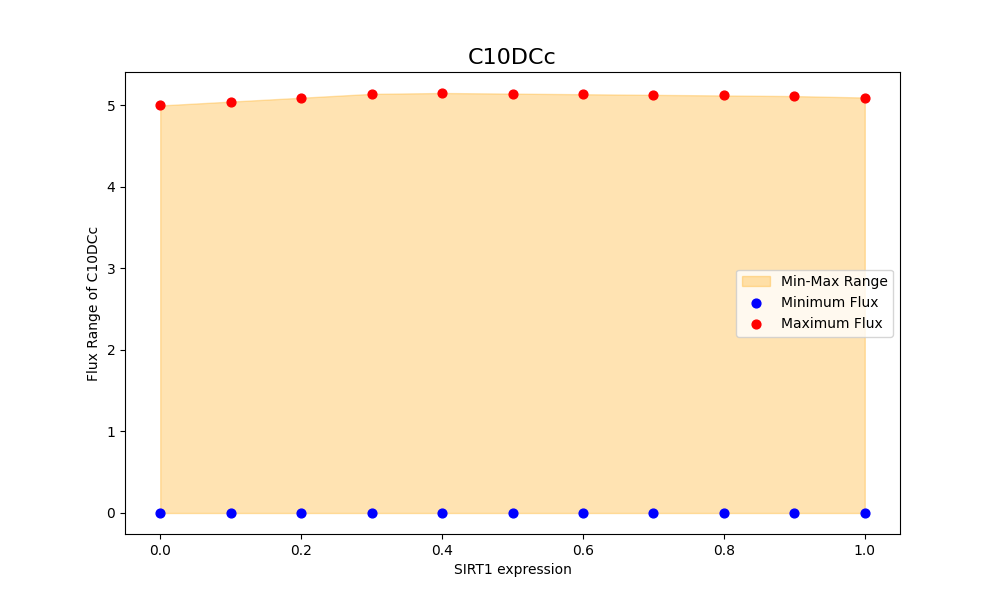 C10DCc
Flux Range of C10DCc
5
4
3
2
1
0
Min-Max Range
Minimum Flux
Maximum Flux
0.0
0.2
0.4
0.6
0.8
1.0
SIRT1 expression